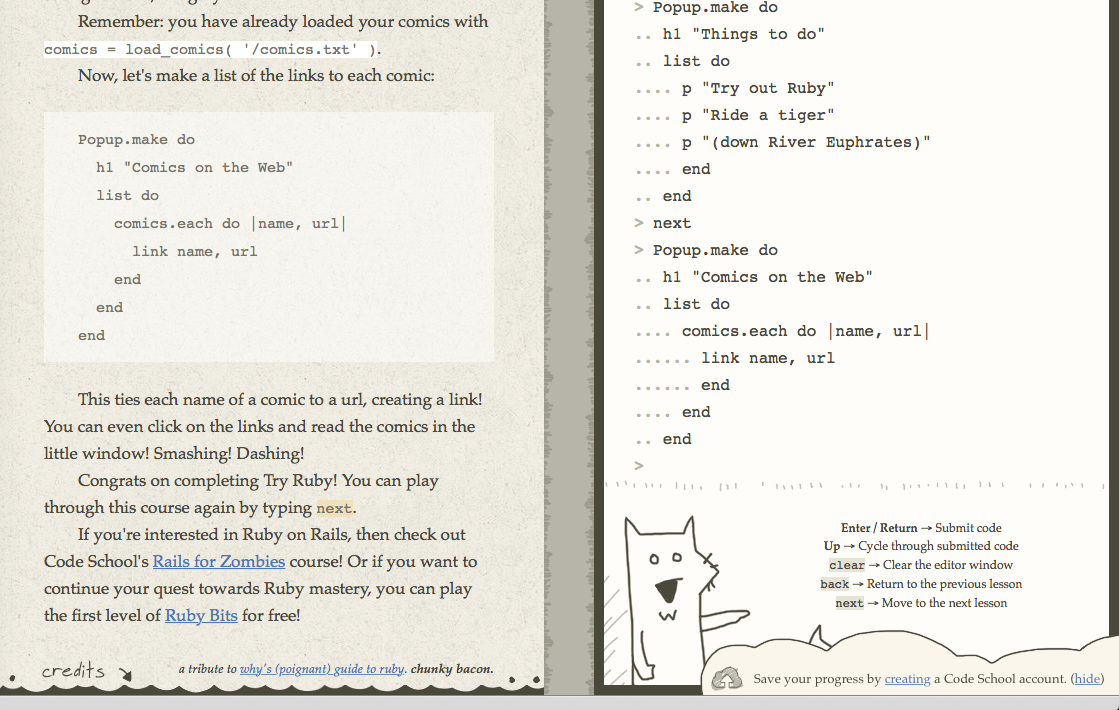 Remember: you have already loaded your comics with
comics = load_comics( '/comics.txt' ).
Now, let's make a list of the links to each comic:
Popup.make do
h1 "Comics on the Web"
list do
comics.each do |name, url|
link name, url
end
end
end
This ties each name of a comic to a url, creating a link!
You can even click on the links and read the comics in the
little window! Smashing! Dashing!
Congrats on completing Try Ruby! You can play
through this course again by typing next.
If you're interested in Ruby on Rails, then check out
Code School's Rails for Zombies course! Or if you want to
continue your quest towards Ruby mastery, you can play
the first level of Ruby Bits for free!
credits
a tribute to why's (poignant) guide to ruby. chunky bacon.
> Popup.make do
.. h1 "Things to do"
.. list do
.... p "Try out Ruby"
.... p "Ride a tiger"
.... p "(down River Euphrates)"
.... end
.. end
> next
> Popup.make do
.. h1 "Comics on the Web"
.. list do
.... comics.each do |name, url|
...... link name, url
...... end
.... end
.. end
>
Enter / Return → Submit code
Up → Cycle through submitted code
clear → Clear the editor window
back → Return to the previous lesson
next → Move to the next lesson
Save your progress by creating a Code School account. (hide)